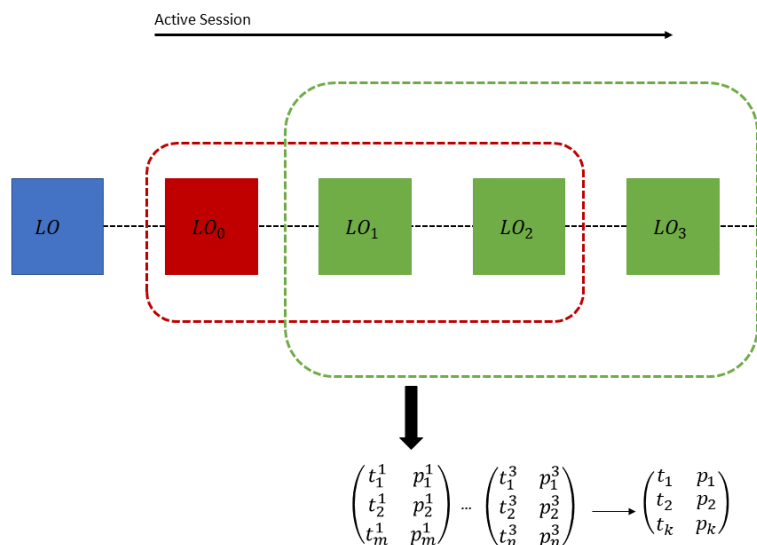 Active Session
LO LO₀ LO₁ LO₂ LO₃
t₁¹ p₁¹ t₁³ p₁³ t₁ p₁
t₂¹ p₂¹ ... t₂³ p₂³ t₂ p₂
tₘ¹ pₘ¹ tₙ³ pₙ³ tₖ pₖ